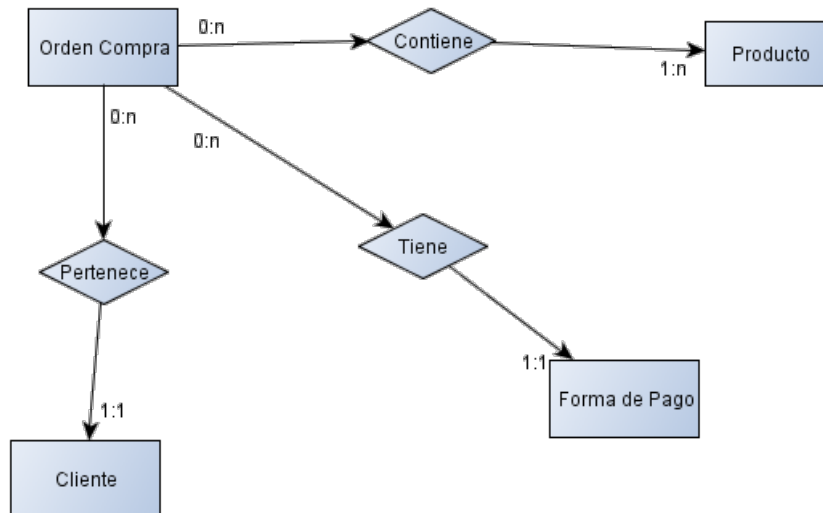 Orden Compra
0:n
Contiene
1:n
Producto
0:n
0:n
Tiene
Pertenece
1:1
Forma de Pago
1:1
Cliente